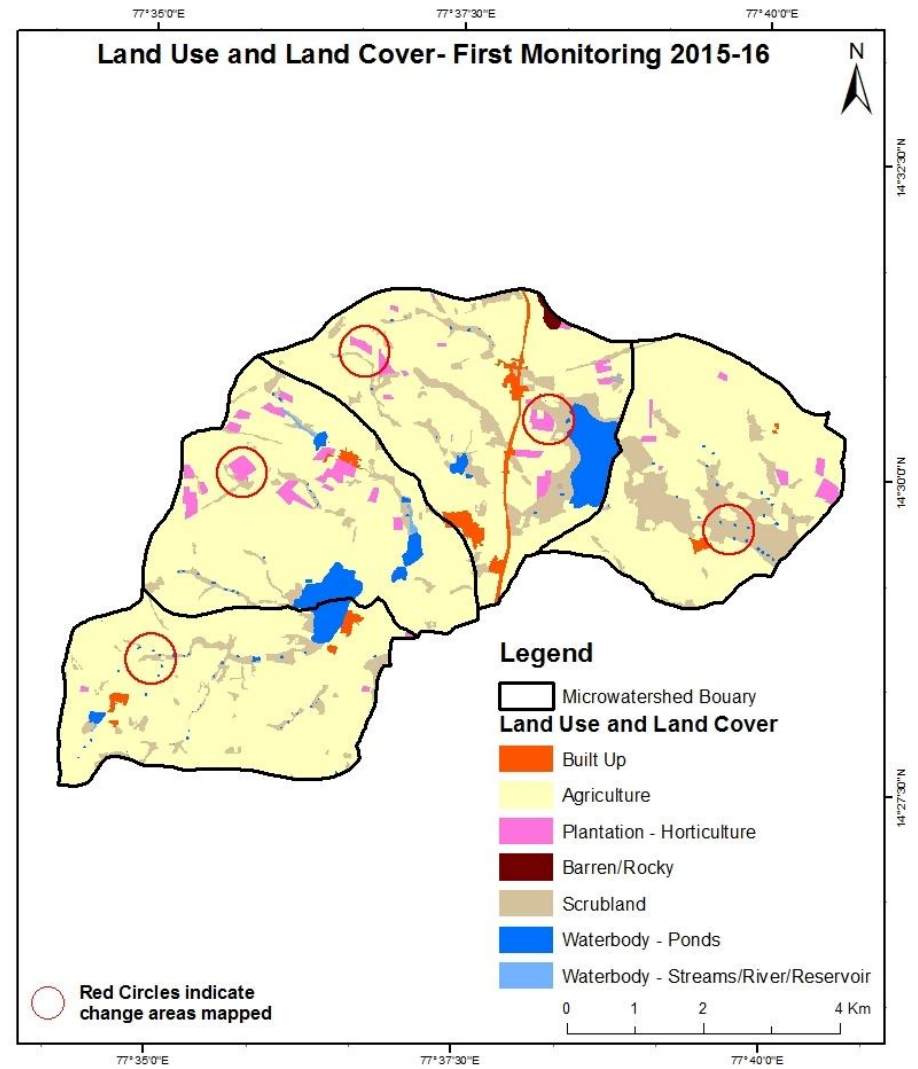 77°35'0"E 77°37'30"E 77°40'0"E
Land Use and Land Cover- First Monitoring 2015-16
N
14°32'30"N
14°30'0"N
14°27'30"N
Legend
Microwatershed Bouary
Land Use and Land Cover
Built Up
Agriculture
Plantation - Horticulture
Barren/Rocky
Scrubland
Waterbody - Ponds
Waterbody - Streams/River/Reservoir
Red Circles indicate
change areas mapped
0 1 2 4 Km
77°35'0"E 77°37'30"E 77°40'0"E